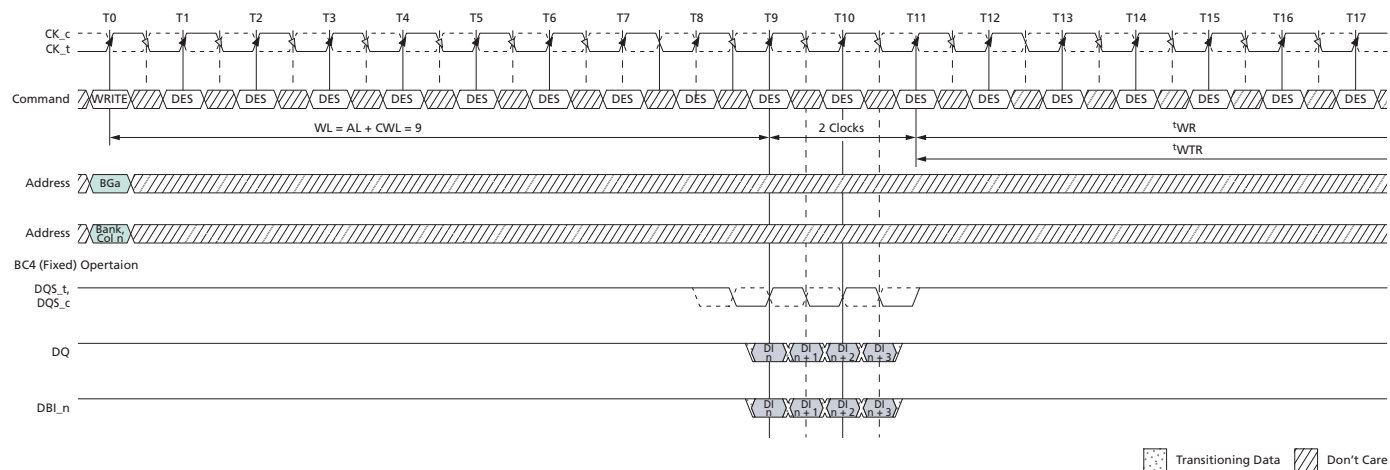 T0 T1 T2 T3 T4 T5 T6 T7 T8 T9 T10 T11 T12 T13 T14 T15 T16 T17
CK_c
CK_t
Command WRITE DES DES DES DES DES DES DES DES DES DES DES DES DES DES DES DES DES
WL = AL + CWL = 9 2 Clocks tWR
tWTR
Address BGa
Address Bank, Col n
BC4 (Fixed) Opertaion
DQS_t,
DQS_c
DQ DI n DI n + 1 DI n + 2 DI n + 3
DBI_n DI n DI n + 1 DI n + 2 DI n + 3
Transitioning Data Don't Care